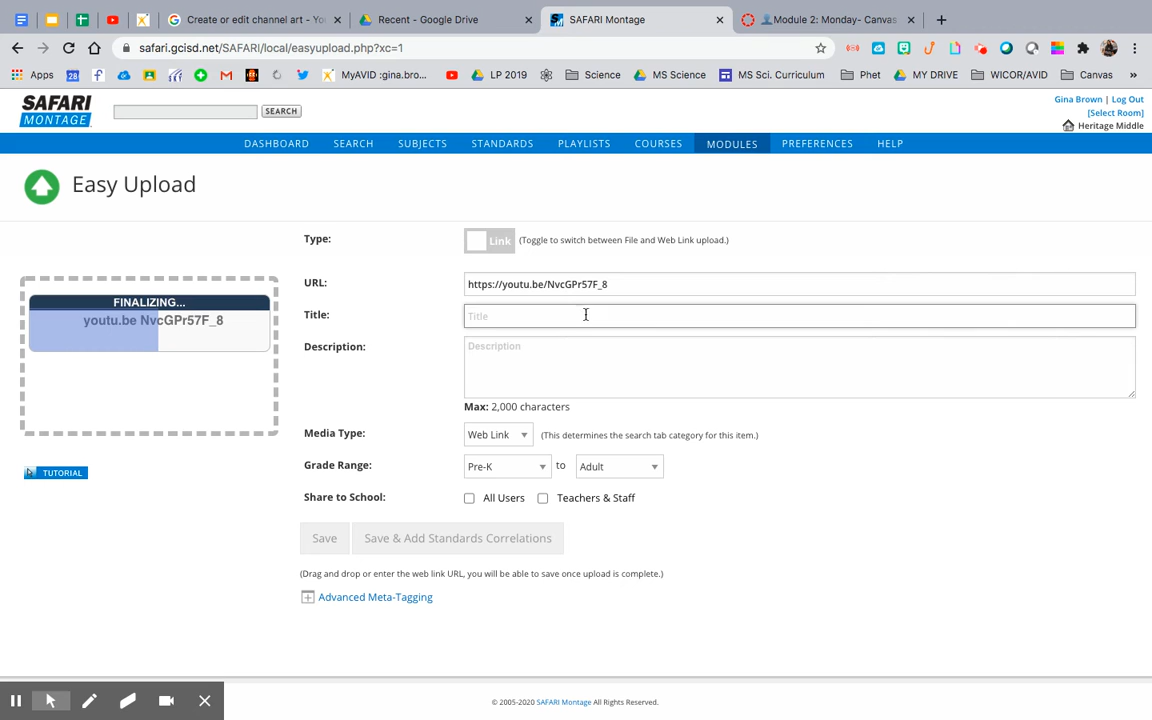 Create or edit channel art - Yo
Recent - Google Drive
SAFARI Montage
Module 2: Monday- Canvas
safari.gcisd.net/SAFARI/local/easyupload.php?xc=1
Apps
MyAVID :gina.bro...
LP 2019
Science
MS Science
MS Sci. Curriculum
Phet
MY DRIVE
WICOR/AVID
Canvas
»
SAFARI
MONTAGE
SEARCH
Gina Brown | Log Out
[Select Room]
Heritage Middle
DASHBOARD
SEARCH
SUBJECTS
STANDARDS
PLAYLISTS
COURSES
MODULES
PREFERENCES
HELP
Easy Upload
Type:
Link
(Toggle to switch between File and Web Link upload.)
FINALIZING...
youtu.be NvcGPr57F_8
TUTORIAL
URL:
https://youtu.be/NvcGPr57F_8
Title:
Title
Description:
Description
Max: 2,000 characters
Media Type:
Web Link
(This determines the search tab category for this item.)
Grade Range:
Pre-K
to
Adult
Share to School:
All Users
Teachers & Staff
Save
Save & Add Standards Correlations
(Drag and drop or enter the web link URL, you will be able to save once upload is complete.)
Advanced Meta-Tagging
© 2005-2020 SAFARI Montage All Rights Reserved.